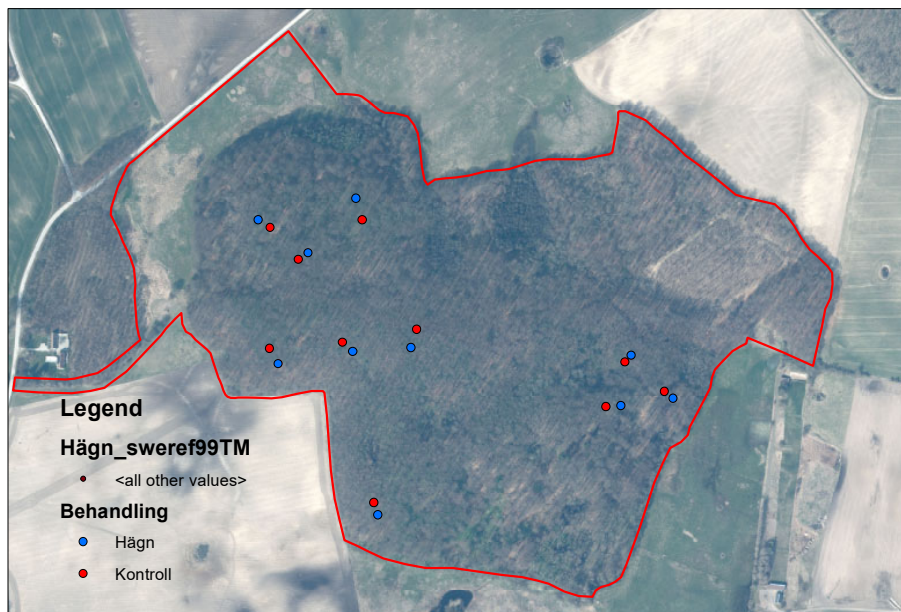 Legend
Hägn_sweref99TM
<all other values>
Behandling
Hägn
Kontroll